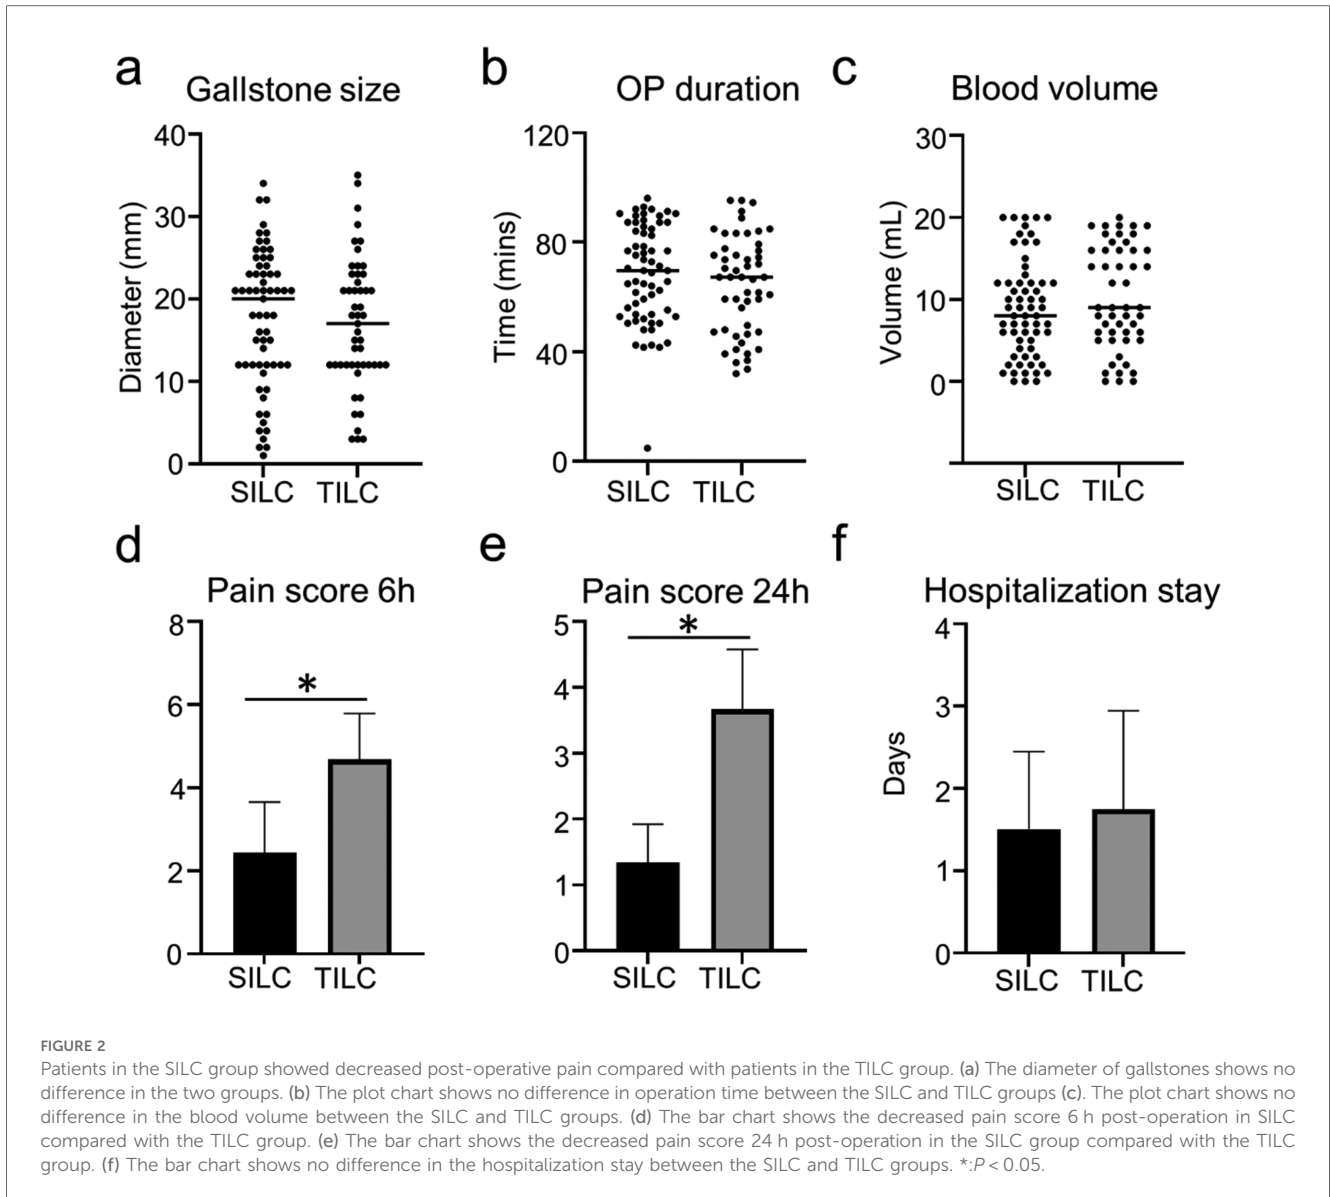 a
Gallstone size
40
30
20
10
0
Diameter (mm)
SILC TILC
b
OP duration
120
80
40
0
Time (mins)
SILC TILC
c
Blood volume
30
20
10
0
Volume (mL)
SILC TILC
d
Pain score 6h
8
6
4
2
0
*
SILC TILC
e
Pain score 24h
5
4
3
2
1
0
*
SILC TILC
f
Hospitalization stay
4
3
2
1
0
Days
SILC TILC
FIGURE 2
Patients in the SILC group showed decreased post-operative pain compared with patients in the TILC group. (a) The diameter of gallstones shows no
difference in the two groups. (b) The plot chart shows no difference in operation time between the SILC and TILC groups (c). The plot chart shows no
difference in the blood volume between the SILC and TILC groups. (d) The bar chart shows the decreased pain score 6 h post-operation in SILC
compared with the TILC group. (e) The bar chart shows the decreased pain score 24 h post-operation in the SILC group compared with the TILC
group. (f) The bar chart shows no difference in the hospitalization stay between the SILC and TILC groups. *:P < 0.05.